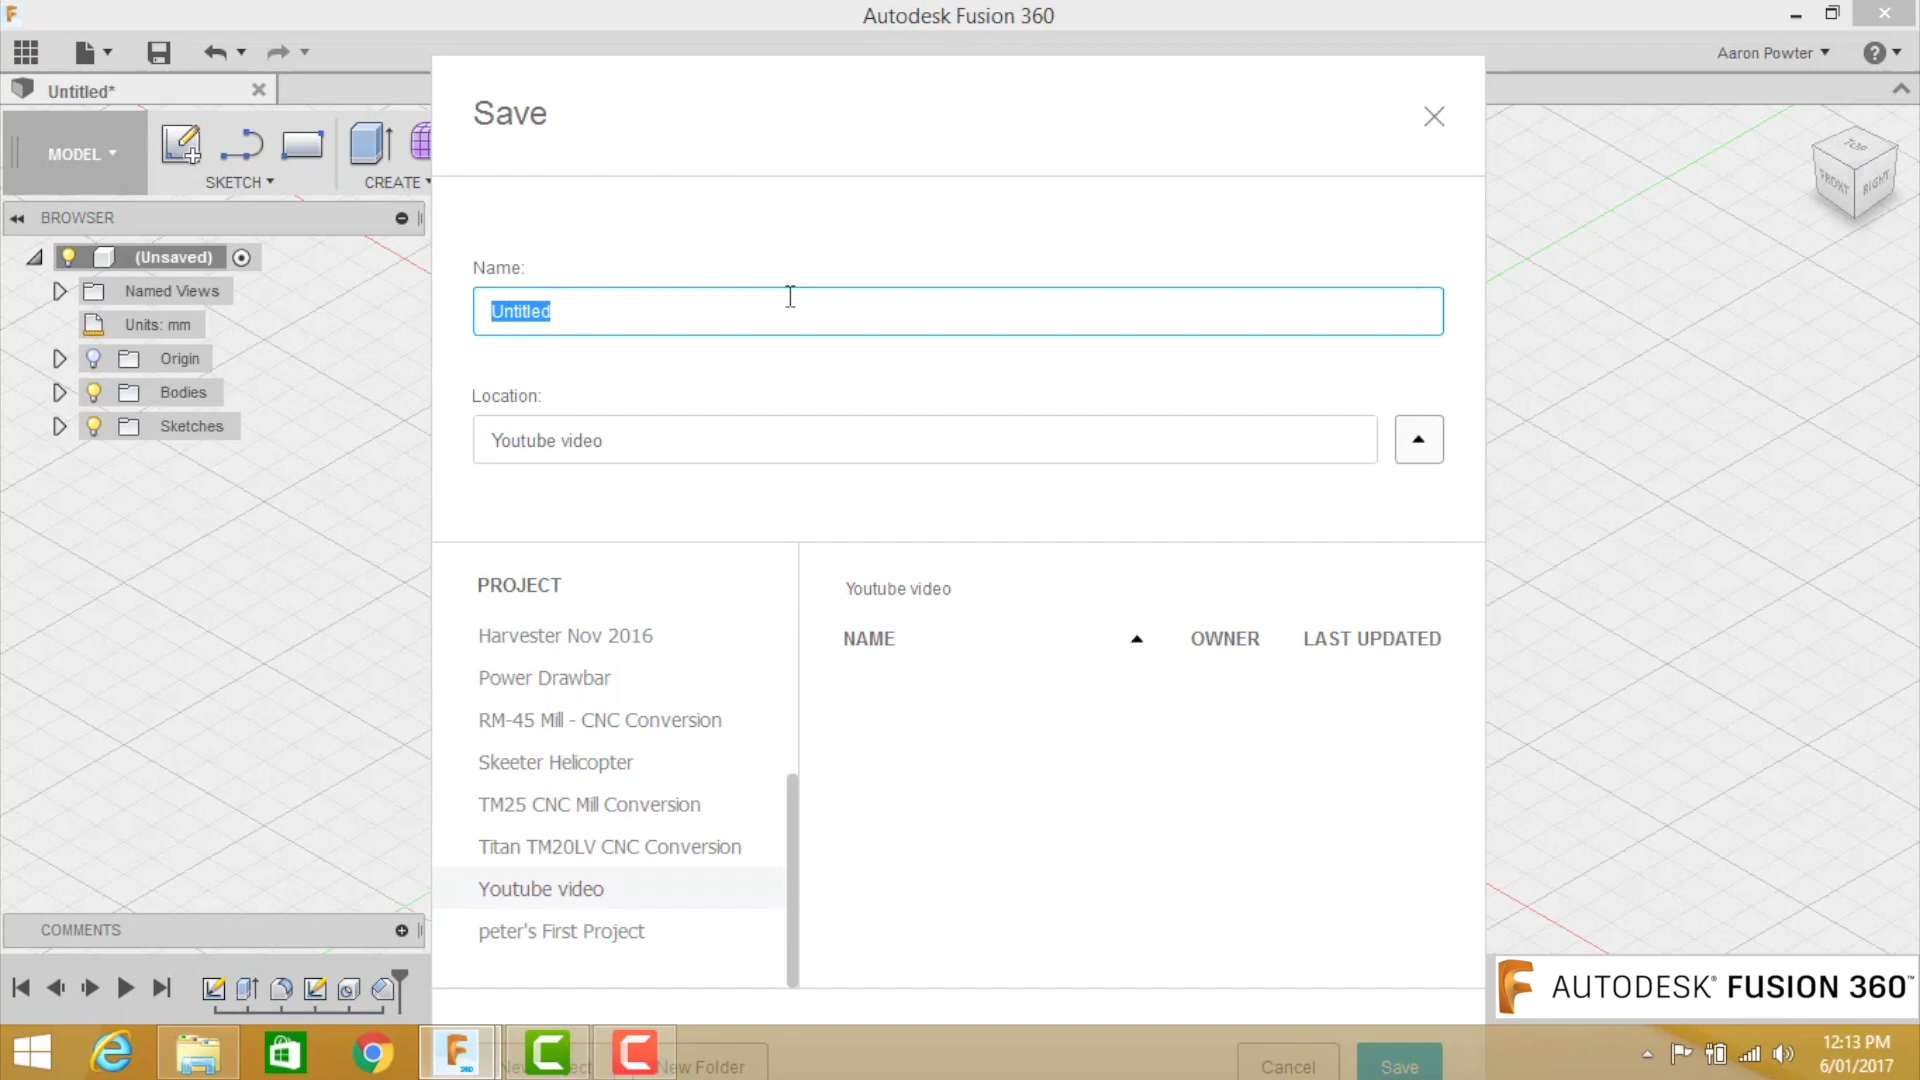 Autodesk Fusion 360
Aaron Powter
Untitled*
Save
MODEL
SKETCH
CREATE
TOP
FRONT
RIGHT
BROWSER
(Unsaved)
Named Views
Units: mm
Origin
Bodies
Sketches
Name:
Untitled
Location:
Youtube video
PROJECT
Harvester Nov 2016
Power Drawbar
RM-45 Mill - CNC Conversion
Skeeter Helicopter
TM25 CNC Mill Conversion
Titan TM20LV CNC Conversion
Youtube video
peter's First Project
Youtube video
NAME
OWNER
LAST UPDATED
COMMENTS
AUTODESK® FUSION 360™
New Folder
Cancel
Save
12:13 PM
6/01/2017